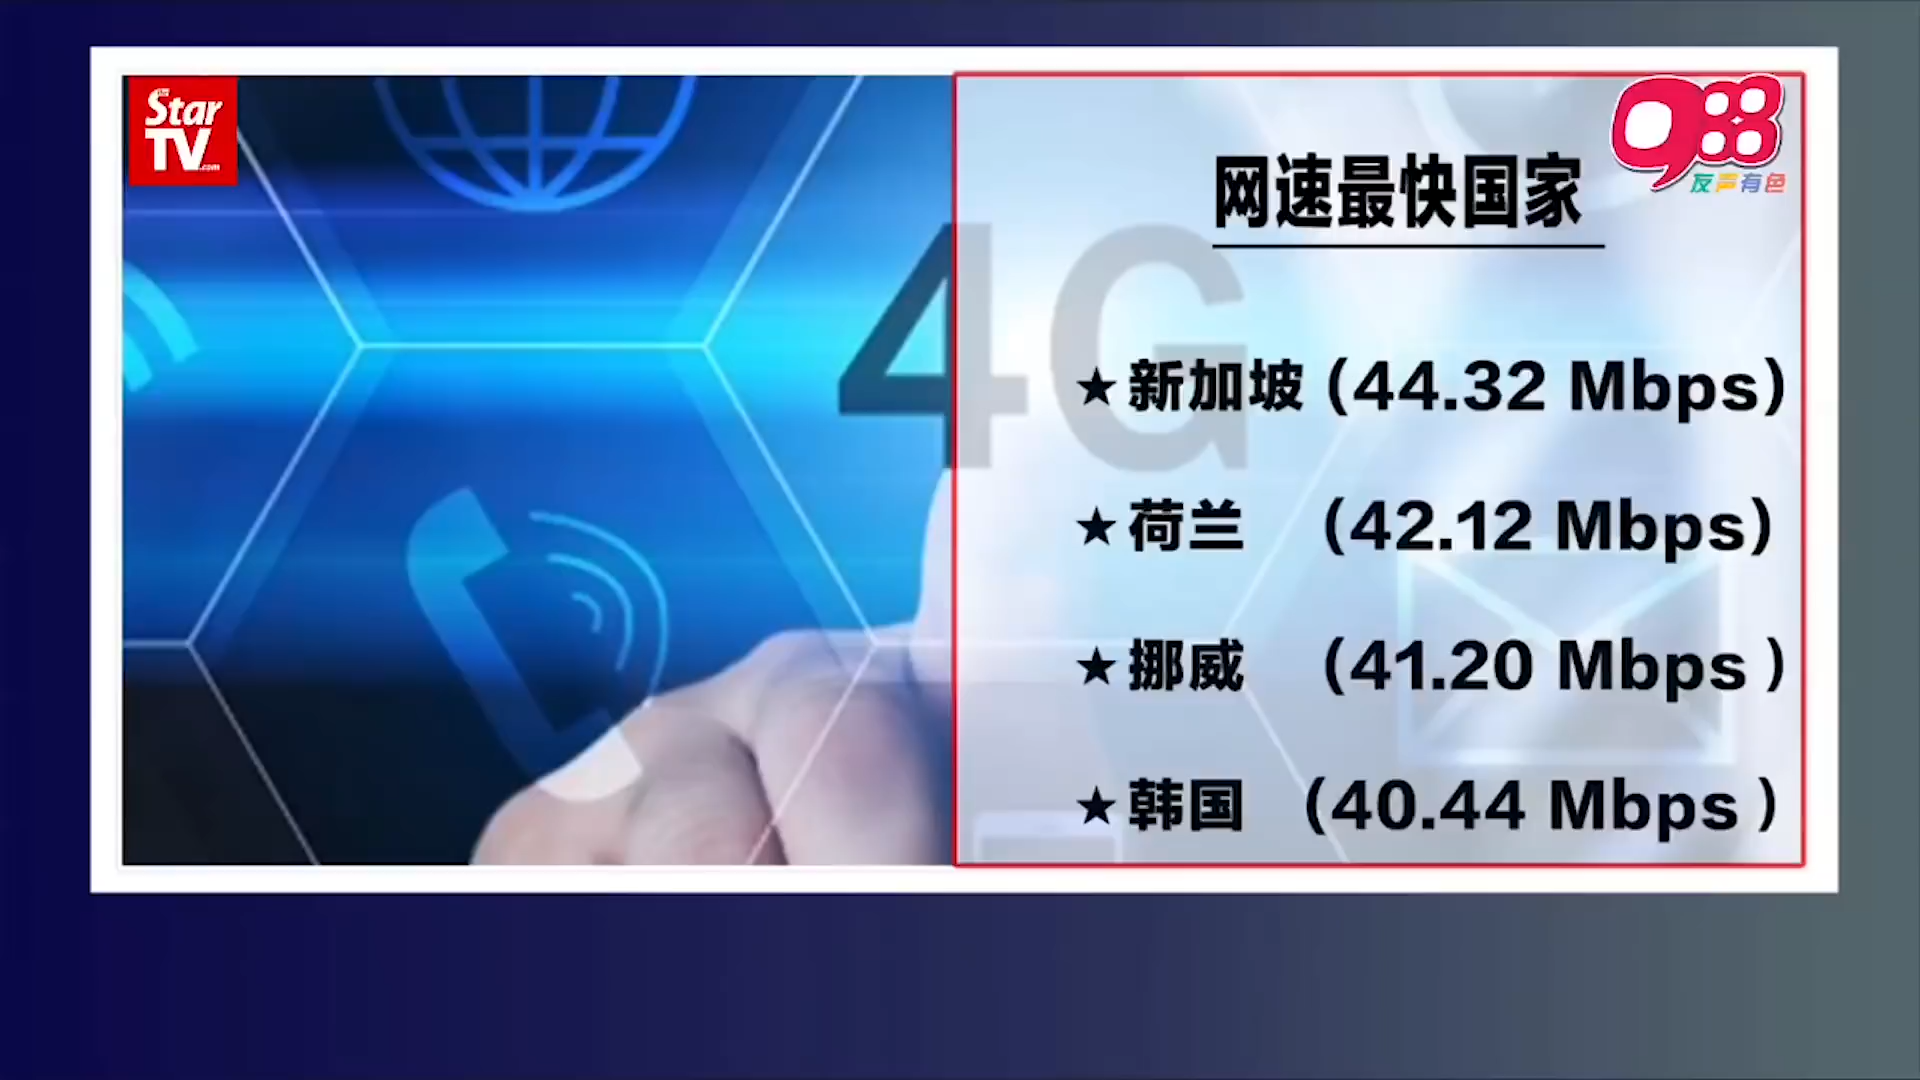 Star
TV.com
988
友声有色
4G
网速最快国家
★新加坡 (44.32 Mbps)
★荷兰 (42.12 Mbps)
★挪威 (41.20 Mbps )
★韩国 (40.44 Mbps )